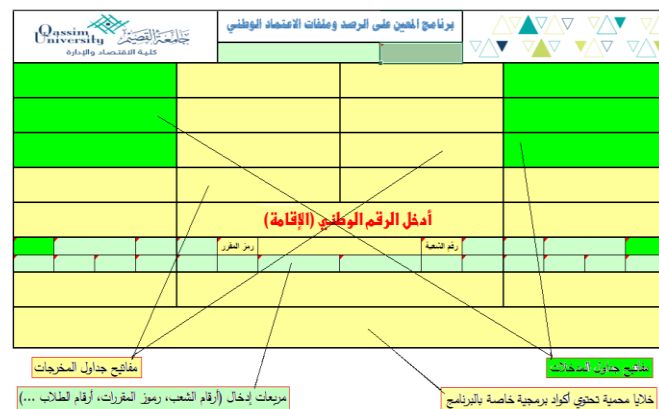 برنامج المعين على الرصد وملفات الاعتماد الوطني
Qassim University
جامعة القصيم
كلية الاقتصاد والإدارة
أدخل الرقم الوطني (الإقامة)
رقم الشعبة
رمز المقرر
مفاتيح جداول المدخلات
مفاتيح جداول المخرجات
مربعات إدخال (أرقام الشعب، رموز المقررات، أرقام الطلاب ...)
خلايا محمية تحتوي أكواد برمجية خاصة بالبرنامج